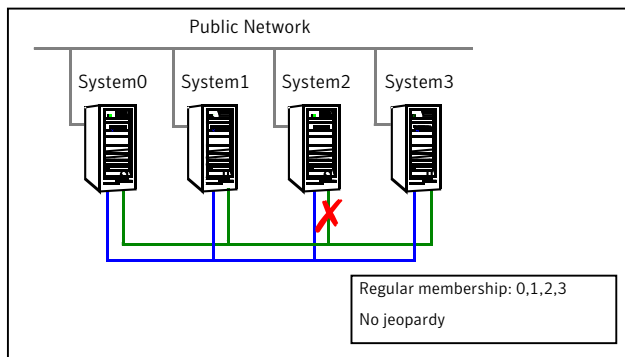 Public Network
System0
System1
System2
System3
Regular membership: 0,1,2,3
No jeopardy